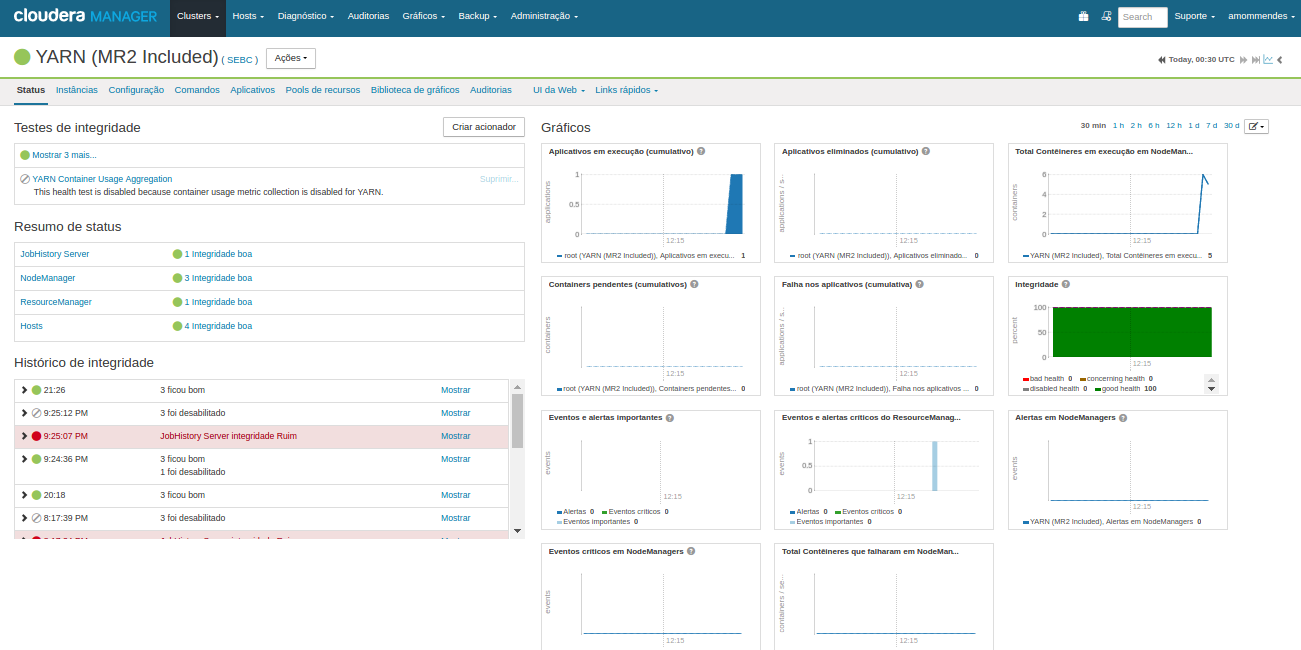 cloudera MANAGER Clusters Hosts Diagnóstico Auditorias Gráficos Backup Administração Search Suporte amommendes
YARN (MR2 Included) ( SEBC ) Ações Today, 00:30 UTC
Status Instâncias Configuração Comandos Aplicativos Pools de recursos Biblioteca de gráficos Auditorias UI da Web Links rápidos
Testes de integridade Criar acionador
Mostrar 3 mais...
YARN Container Usage Aggregation Suprimir...
This health test is disabled because container usage metric collection is disabled for YARN.
Resumo de status
JobHistory Server 1 Integridade boa
NodeManager 3 Integridade boa
ResourceManager 1 Integridade boa
Hosts 4 Integridade boa
Histórico de integridade
21:26 3 ficou bom Mostrar
9:25:12 PM 3 foi desabilitado Mostrar
9:25:07 PM JobHistory Server integridade Ruim Mostrar
9:24:36 PM 3 ficou bom Mostrar
1 foi desabilitado
20:18 3 ficou bom Mostrar
8:17:39 PM 3 foi desabilitado Mostrar
Gráficos 30 min 1 h 2 h 6 h 12 h 1 d 7 d 30 d
Aplicativos em execução (cumulativo)
applications
1
0.5
0
12:15
root (YARN (MR2 Included)), Aplicativos em execu... 1
Aplicativos eliminados (cumulativo)
applications / s...
12:15
root (YARN (MR2 Included)), Aplicativos eliminado... 0
Total Contêineres em execução em NodeMan...
containers
6
4
2
0
12:15
YARN (MR2 Included), Total Contêineres em execu... 5
Containers pendentes (cumulativos)
containers
12:15
root (YARN (MR2 Included)), Containers pendentes... 0
Falha nos aplicativos (cumulativa)
applications / s...
12:15
root (YARN (MR2 Included)), Falha nos aplicativos ... 0
Integridade
percent
100
50
0
12:15
bad health 0 concerning health 0
disabled health 0 good health 100
Eventos e alertas importantes
events
12:15
Alertas 0 Eventos críticos 0
Eventos importantes 0
Eventos e alertas críticos do ResourceManag...
events
1
0.5
0
12:15
Alertas 0 Eventos críticos 0
Eventos importantes 0
Alertas em NodeManagers
events
12:15
YARN (MR2 Included), Alertas em NodeManagers 0
Eventos críticos em NodeManagers
events
12:15
Total Contêineres que falharam em NodeMan...
containers / se...
12:15